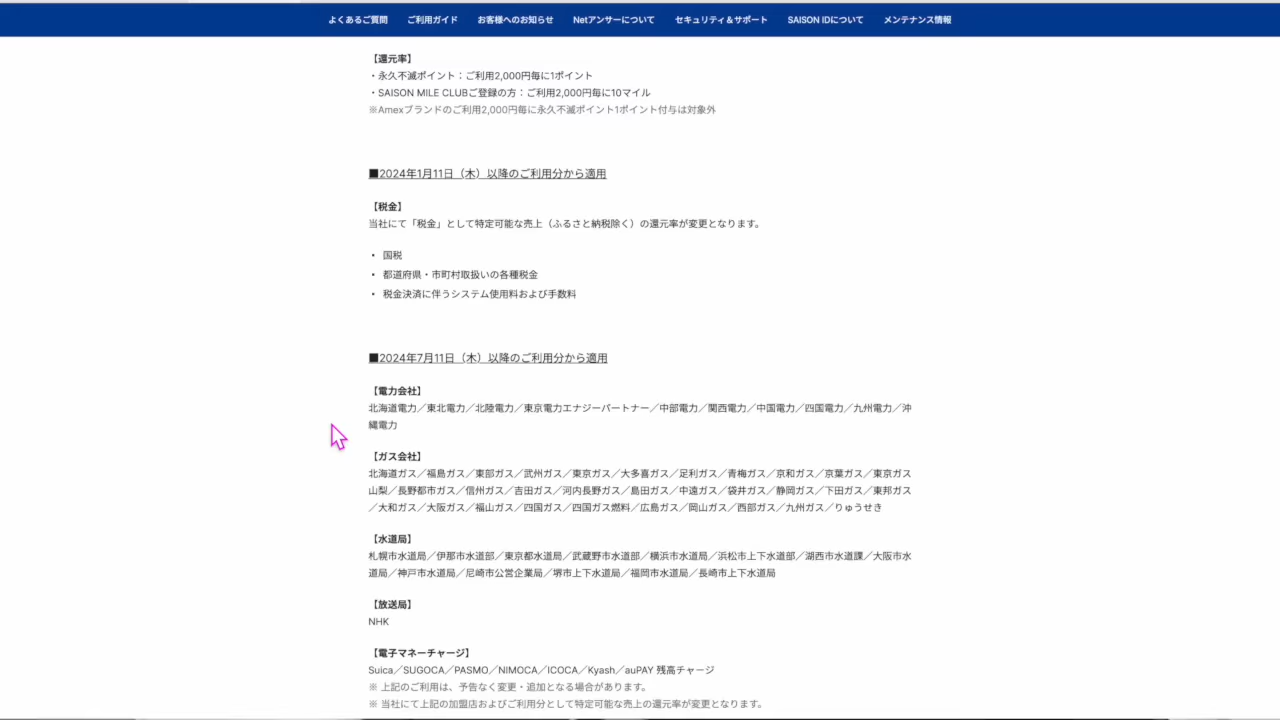 よくあるご質問 ご利用ガイド お客様へのお知らせ Netアンサーについて セキュリティ＆サポート SAISON IDについて メンテナンス情報
【還元率】
・永久不滅ポイント：ご利用2,000円毎に1ポイント
・SAISON MILE CLUBご登録の方：ご利用2,000円毎に10マイル
※Amexブランドのご利用2,000円毎に永久不滅ポイント1ポイント付与は対象外
■2024年1月11日（木）以降のご利用分から適用
【税金】
当社にて「税金」として特定可能な売上（ふるさと納税除く）の還元率が変更となります。
• 国税
• 都道府県・市町村取扱いの各種税金
• 税金決済に伴うシステム使用料および手数料
■2024年7月11日（木）以降のご利用分から適用
【電力会社】
北海道電力／東北電力／北陸電力／東京電力エナジーパートナー／中部電力／関西電力／中国電力／四国電力／九州電力／沖
縄電力
【ガス会社】
北海道ガス／福島ガス／東部ガス／武州ガス／東京ガス／大多喜ガス／足利ガス／青梅ガス／京和ガス／京葉ガス／東京ガス
山梨／長野都市ガス／信州ガス／吉田ガス／河内長野ガス／島田ガス／中遠ガス／袋井ガス／静岡ガス／下田ガス／東邦ガス
／大和ガス／大阪ガス／福山ガス／四国ガス／四国ガス燃料／広島ガス／岡山ガス／西部ガス／九州ガス／りゅうせき
【水道局】
札幌市水道局／伊那市水道部／東京都水道局／武蔵野市水道部／横浜市水道局／浜松市上下水道部／湖西市水道課／大阪市水
道局／神戸市水道局／尼崎市公営企業局／堺市上下水道局／福岡市水道局／長崎市上下水道局
【放送局】
NHK
【電子マネーチャージ】
Suica／SUGOCA／PASMO／NIMOCA／ICOCA／Kyash／auPAY 残高チャージ
※ 上記のご利用は、予告なく変更・追加となる場合があります。
※ 当社にて上記の加盟店およびご利用分として特定可能な売上の還元率が変更となります。